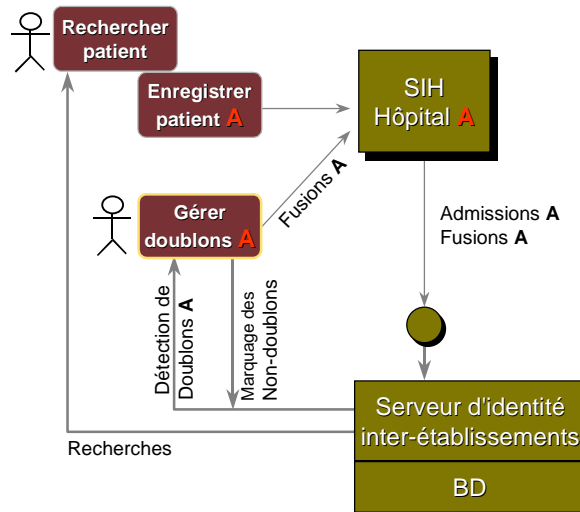 Rechercher
patient
Enregistrer
patient A
SIH
Hôpital A
Fusions A
Gérer
doublons A
Admissions A
Fusions A
Détection de
Doublons A
Marquage des
Non-doublons
Serveur d'identité
inter-établissements
Recherches
BD